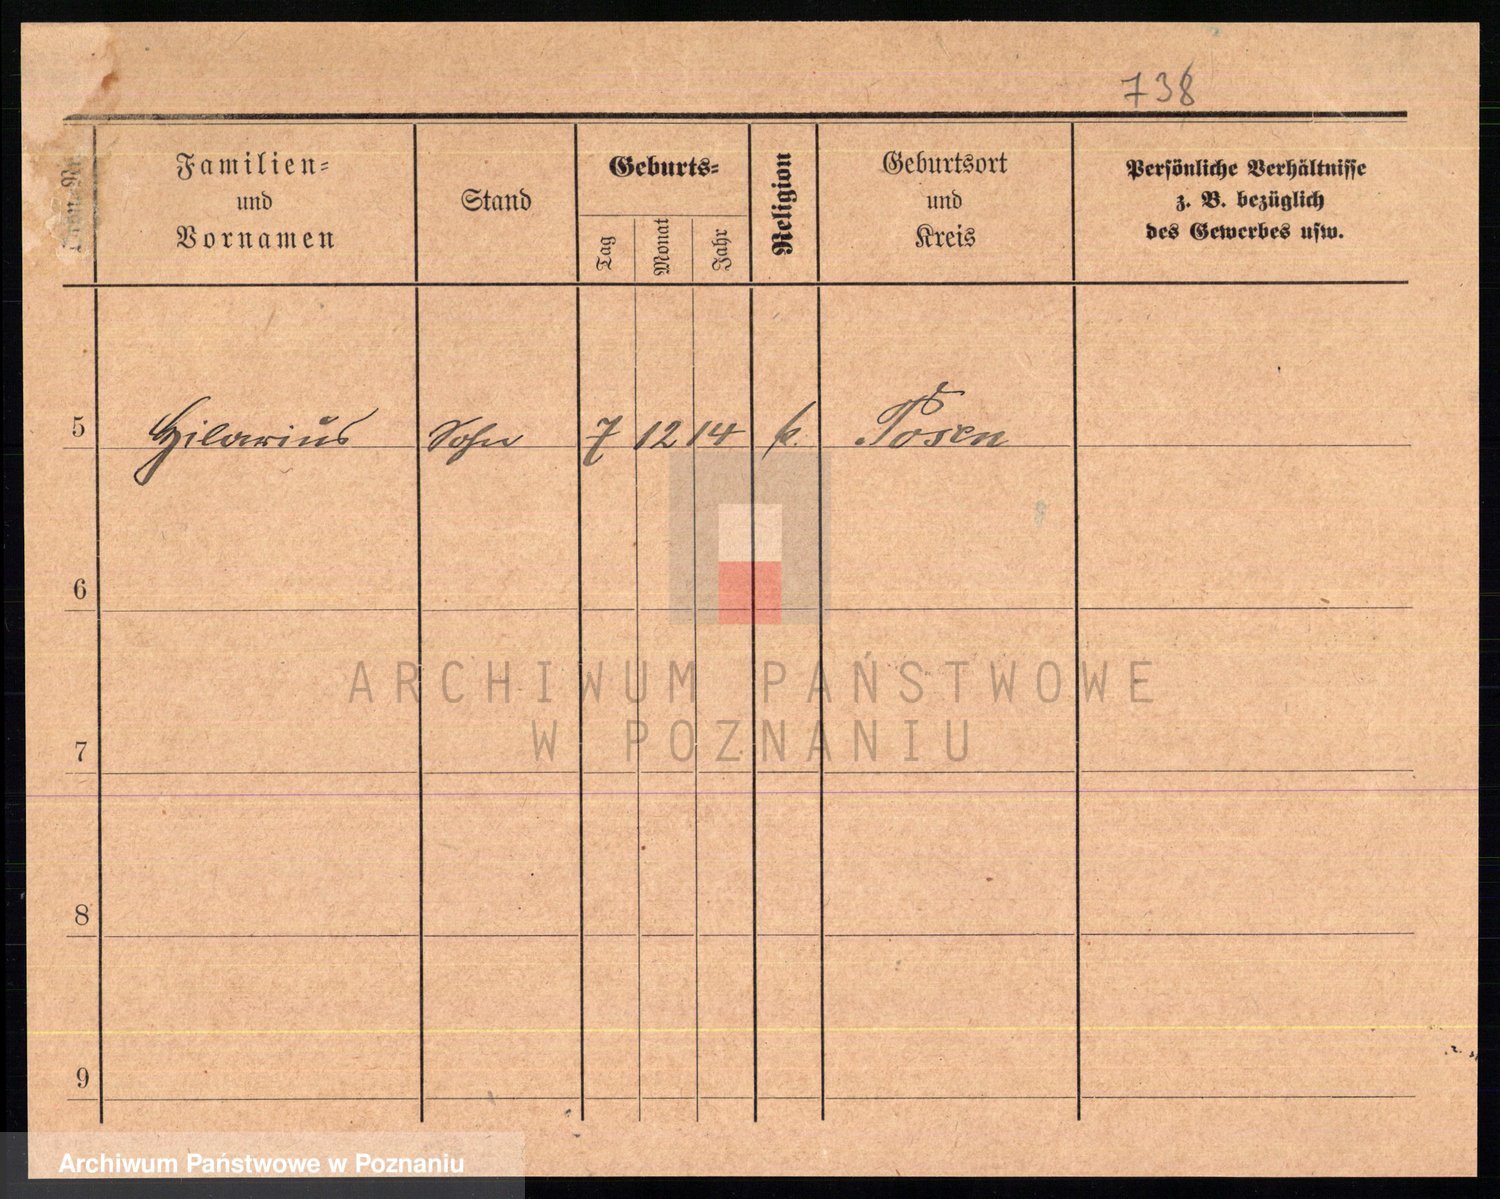 738
Familien=
und
Vornamen
Stand
Geburts=
Tag
Monat
Jahr
Religion
Geburtsort
und
Kreis
Persönliche Verhältnisse
z. B. bezüglich
des Gewerbes usw.
5 Hilarius Sohn 7 12 14 k. Posen
6
ARCHIWUM PAŃSTWOWE
W POZNANIU
7
8
9
Archiwum Państwowe w Poznaniu